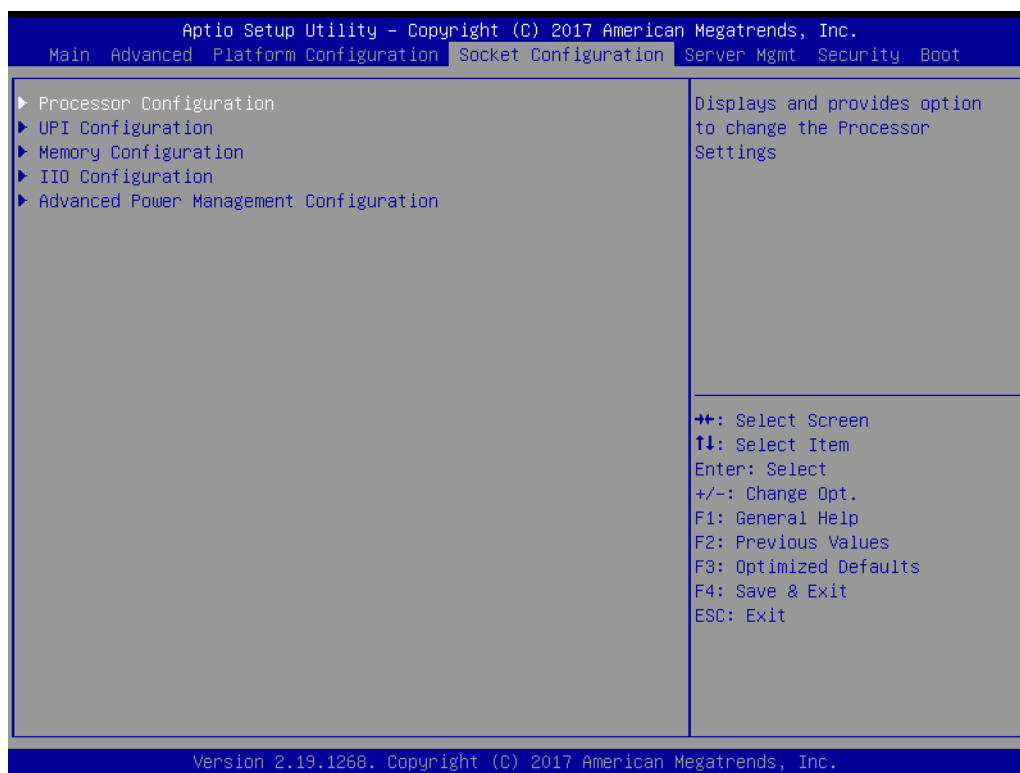 Aptio Setup Utility – Copyright (C) 2017 American Megatrends, Inc.
Main Advanced Platform Configuration Socket Configuration Server Mgmt Security Boot
▶ Processor Configuration
▶ UPI Configuration
▶ Memory Configuration
▶ IIO Configuration
▶ Advanced Power Management Configuration
Displays and provides option
to change the Processor
Settings
→←: Select Screen
↑↓: Select Item
Enter: Select
+/-: Change Opt.
F1: General Help
F2: Previous Values
F3: Optimized Defaults
F4: Save & Exit
ESC: Exit
Version 2.19.1268. Copyright (C) 2017 American Megatrends, Inc.